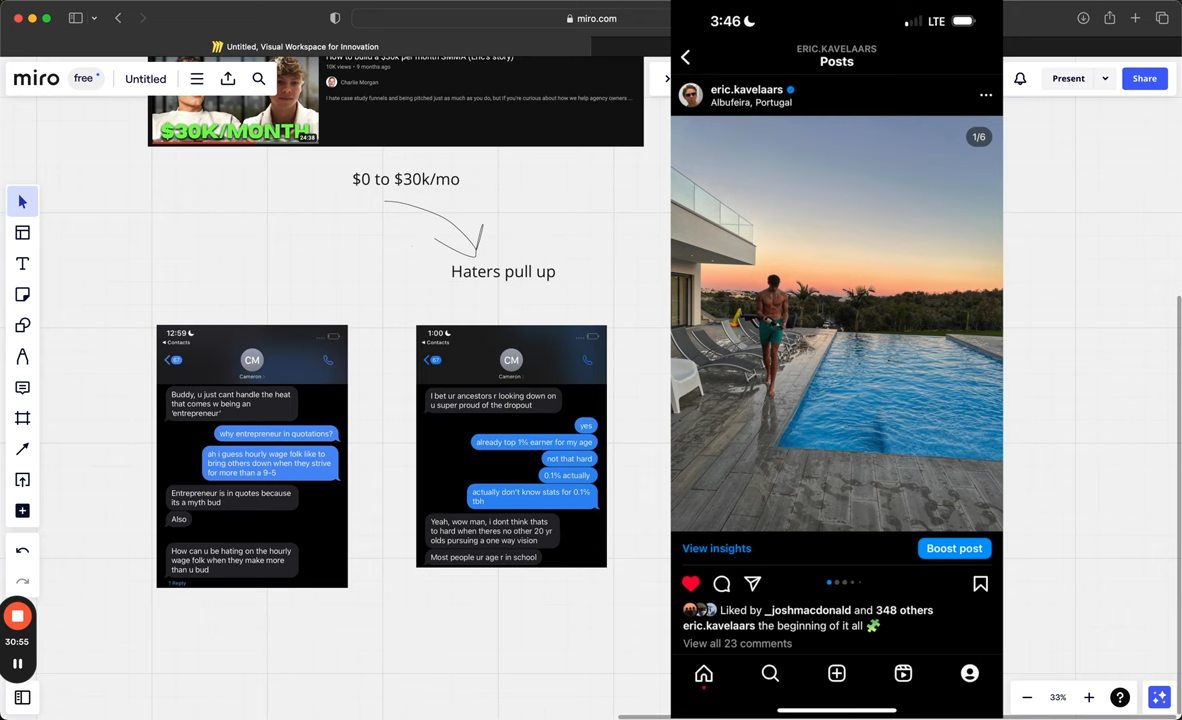 miro.com
Untitled, Visual Workspace for Innovation
miro
free
Untitled
How to build a $30k per month SMMA (Eric's story)
10K views • 9 months ago
Charlie Morgan
I hate case study funnels and being pitched just as much as you do, but if you're curious about how we help agency owners ...
$30K/MONTH
24:38
Present
Share
$0 to $30k/mo
Haters pull up
12:59
Contacts
67
CM
Cameron
Buddy, u just cant handle the heat
that comes w being an
'entrepreneur'
why entrepreneur in quotations?
ah i guess hourly wage folk like to
bring others down when they strive
for more than a 9-5
Entrepreneur is in quotes because
its a myth bud
Also
How can u be hating on the hourly
wage folk when they make more
than u bud
1 Reply
1:00
Contacts
67
CM
Cameron
I bet ur ancestors r looking down on
u super proud of the dropout
yes
already top 1% earner for my age
not that hard
0.1% actually
actually don't know stats for 0.1%
tbh
Yeah, wow man, i dont think thats
to hard when theres no other 20 yr
olds pursuing a one way vision
Most people ur age r in school
3:46
LTE
ERIC.KAVELAARS
Posts
eric.kavelaars
Albufeira, Portugal
1/6
View insights
Boost post
Liked by _joshmacdonald and 348 others
eric.kavelaars the beginning of it all
View all 23 comments
30:55
33%